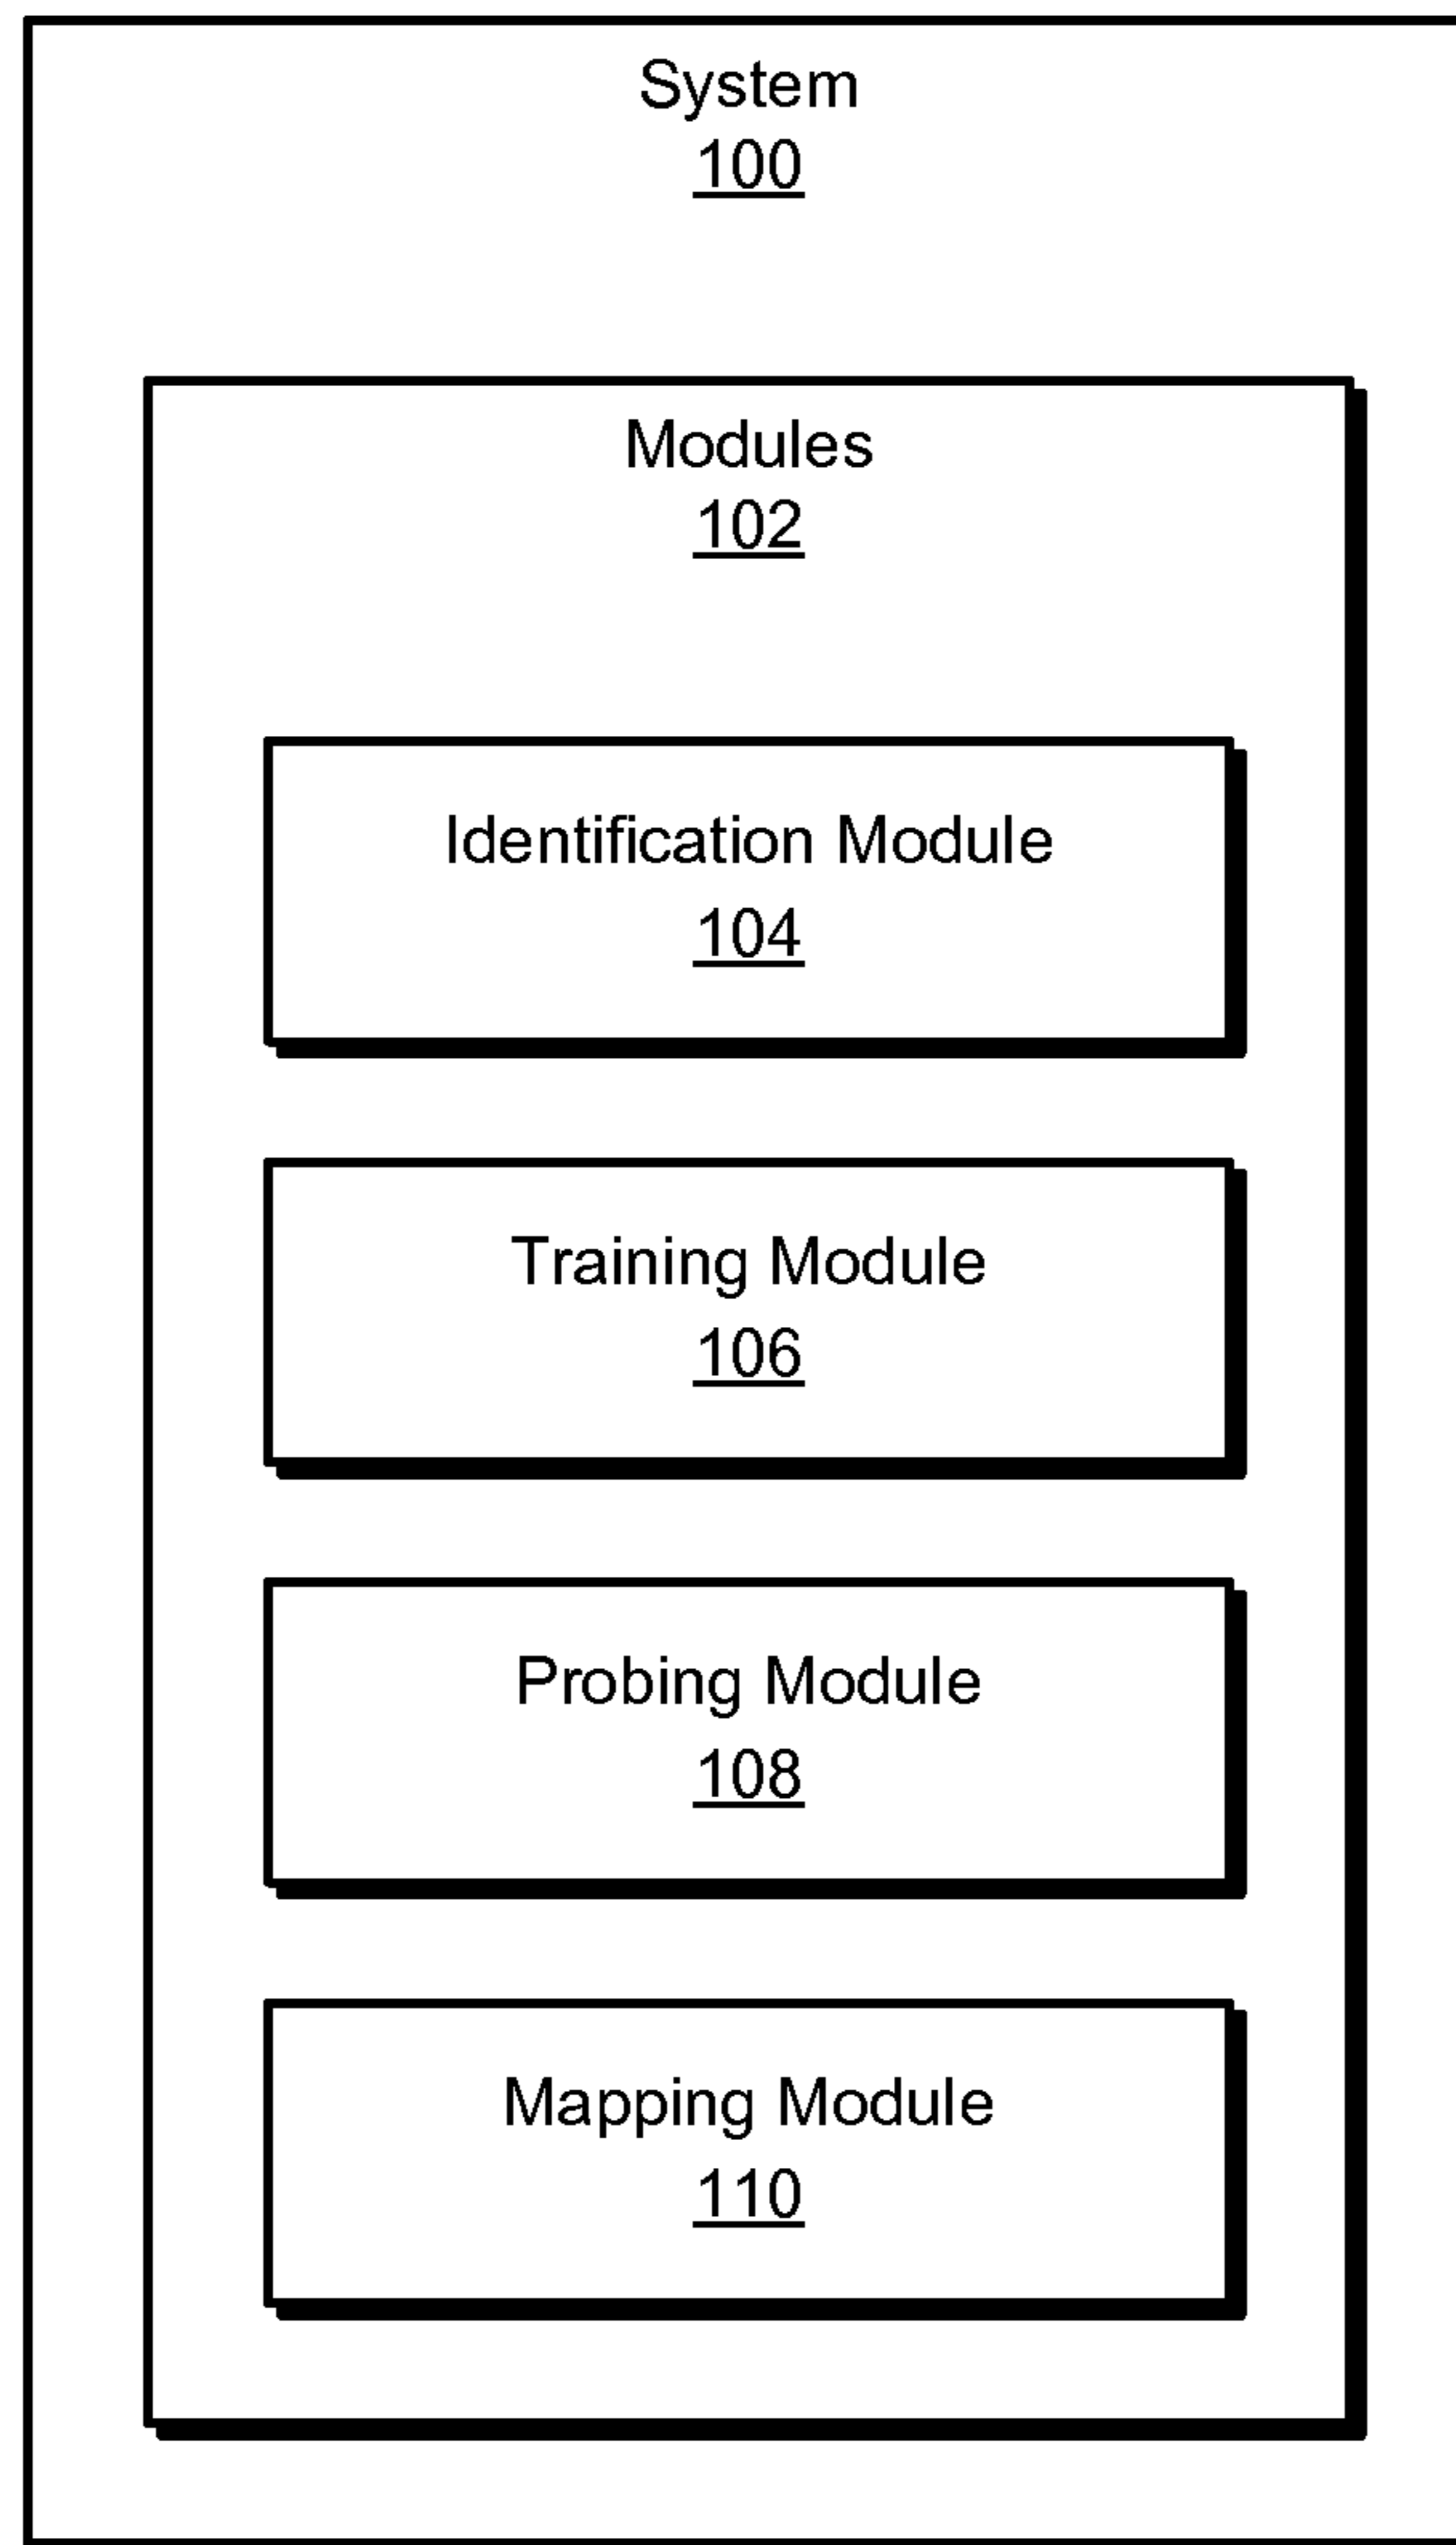 System
100
Modules
102
Identification Module
104
Training Module
106
Probing Module
108
Mapping Module
110